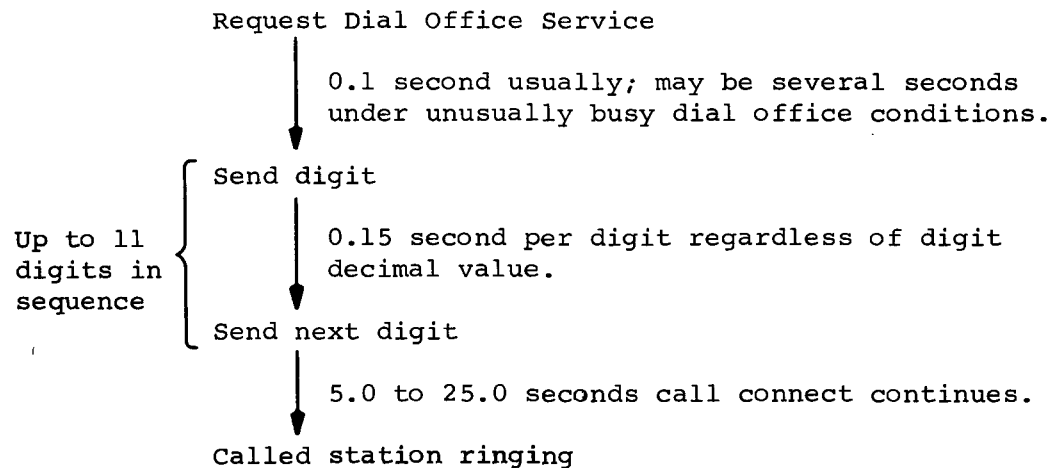 Request Dial Office Service
0.1 second usually; may be several seconds
under unusually busy dial office conditions.
Send digit
Up to 11
digits in
sequence
0.15 second per digit regardless of digit
decimal value.
Send next digit
5.0 to 25.0 seconds call connect continues.
Called station ringing